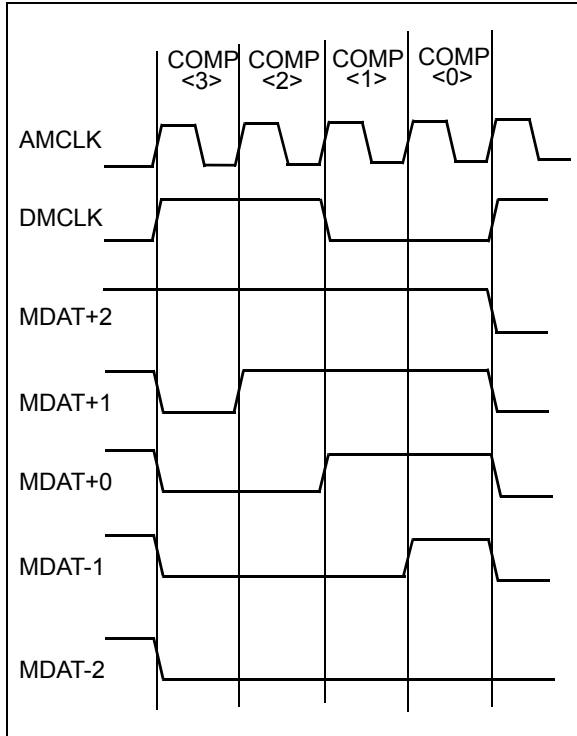 COMP COMP COMP COMP
<3> <2> <1> <0>
AMCLK
DMCLK
MDAT+2
MDAT+1
MDAT+0
MDAT-1
MDAT-2